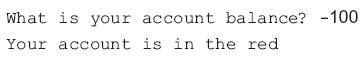 What is your account balance? -100
Your account is in the red